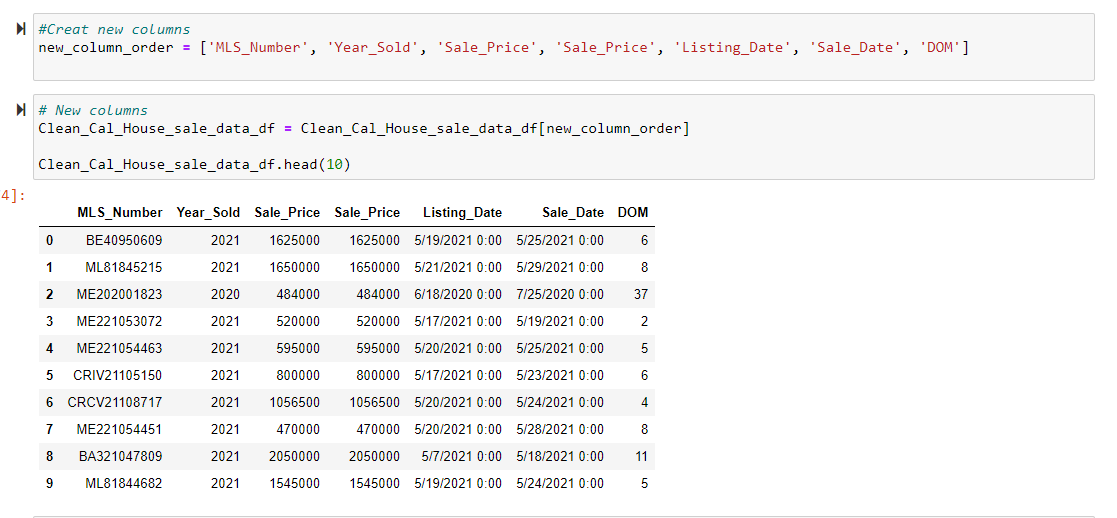 #Creat new columns
new_column_order = ['MLS_Number', 'Year_Sold', 'Sale_Price', 'Sale_Price', 'Listing_Date', 'Sale_Date', 'DOM']
# New columns
Clean_Cal_House_sale_data_df = Clean_Cal_House_sale_data_df[new_column_order]
Clean_Cal_House_sale_data_df.head(10)
4]:
MLS_Number Year_Sold Sale_Price Sale_Price Listing_Date Sale_Date DOM
0 BE40950609 2021 1625000 1625000 5/19/2021 0:00 5/25/2021 0:00 6
1 ML81845215 2021 1650000 1650000 5/21/2021 0:00 5/29/2021 0:00 8
2 ME202001823 2020 484000 484000 6/18/2020 0:00 7/25/2020 0:00 37
3 ME221053072 2021 520000 520000 5/17/2021 0:00 5/19/2021 0:00 2
4 ME221054463 2021 595000 595000 5/20/2021 0:00 5/25/2021 0:00 5
5 CRIV21105150 2021 800000 800000 5/17/2021 0:00 5/23/2021 0:00 6
6 CRCV21108717 2021 1056500 1056500 5/20/2021 0:00 5/24/2021 0:00 4
7 ME221054451 2021 470000 470000 5/20/2021 0:00 5/28/2021 0:00 8
8 BA321047809 2021 2050000 2050000 5/7/2021 0:00 5/18/2021 0:00 11
9 ML81844682 2021 1545000 1545000 5/19/2021 0:00 5/24/2021 0:00 5